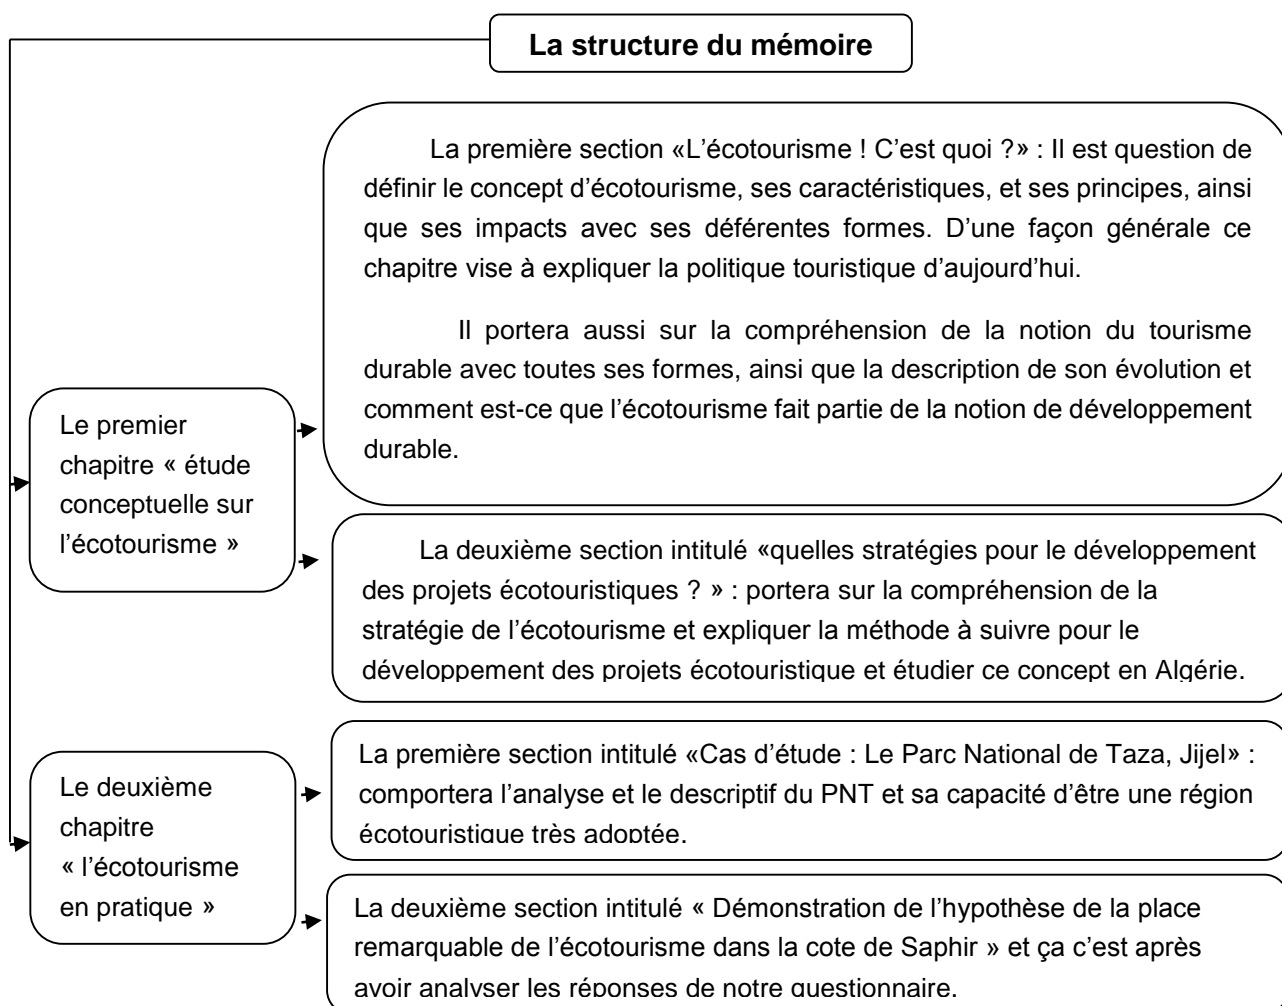 La structure du mémoire
La première section «L’écotourisme ! C’est quoi ?» : Il est question de
définir le concept d’écotourisme, ses caractéristiques, et ses principes, ainsi
que ses impacts avec ses déférentes formes. D’une façon générale ce
chapitre vise à expliquer la politique touristique d’aujourd’hui.
Il portera aussi sur la compréhension de la notion du tourisme
durable avec toutes ses formes, ainsi que la description de son évolution et
comment est-ce que l’écotourisme fait partie de la notion de développement
durable.
Le premier
chapitre « étude
conceptuelle sur
l’écotourisme »
La deuxième section intitulé «quelles stratégies pour le développement
des projets écotouristiques ? » : portera sur la compréhension de la
stratégie de l’écotourisme et expliquer la méthode à suivre pour le
développement des projets écotouristique et étudier ce concept en Algérie.
La première section intitulé «Cas d’étude : Le Parc National de Taza, Jijel» :
comportera l’analyse et le descriptif du PNT et sa capacité d’être une région
écotouristique très adoptée.
Le deuxième
chapitre
« l’écotourisme
en pratique »
La deuxième section intitulé « Démonstration de l’hypothèse de la place
remarquable de l’écotourisme dans la cote de Saphir » et ça c’est après
avoir analyser les réponses de notre questionnaire.